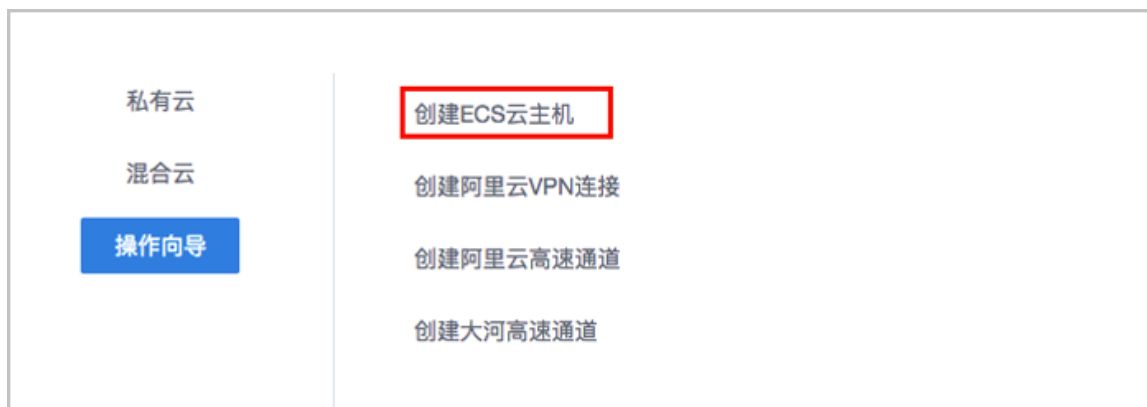 私有云
混合云
操作向导
创建ECS云主机
创建阿里云VPN连接
创建阿里云高速通道
创建大河高速通道